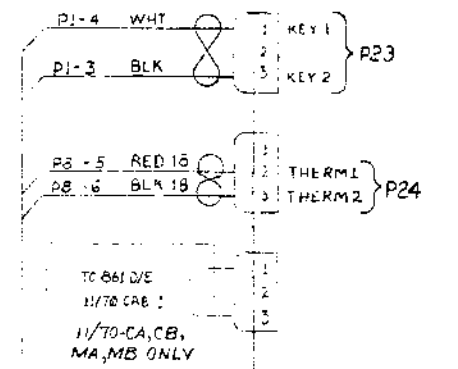 P1-4 WHT 1 KEY 1
2 P23
P1-3 BLK 3 KEY 2
1
P8-5 RED 18 2 THERM1
P8-6 BLK 18 3 THERM2 P24
1
TC 861 D/E
2
11/70 CAB
3
11/70-CA,CB,
MA,MB ONLY